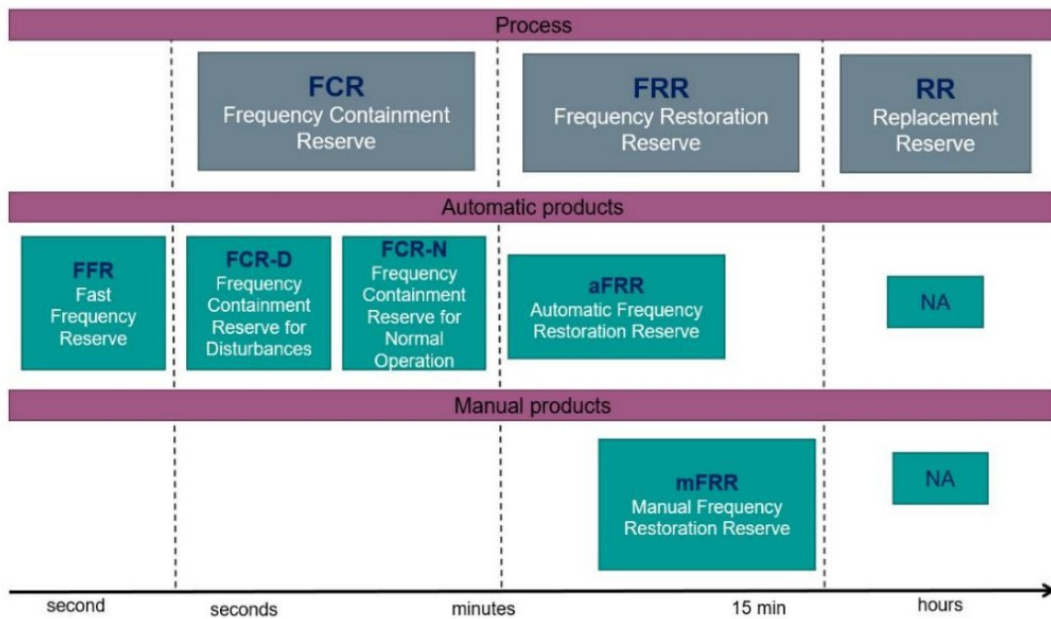 Process
FCR
Frequency Containment
Reserve
FRR
Frequency Restoration
Reserve
RR
Replacement
Reserve
Automatic products
FFR
Fast
Frequency
Reserve
FCR-D
Frequency
Containment
Reserve for
Disturbances
FCR-N
Frequency
Containment
Reserve for
Normal
Operation
aFRR
Automatic Frequency
Restoration Reserve
NA
Manual products
mFRR
Manual Frequency
Restoration Reserve
NA
second
seconds
minutes
15 min
hours